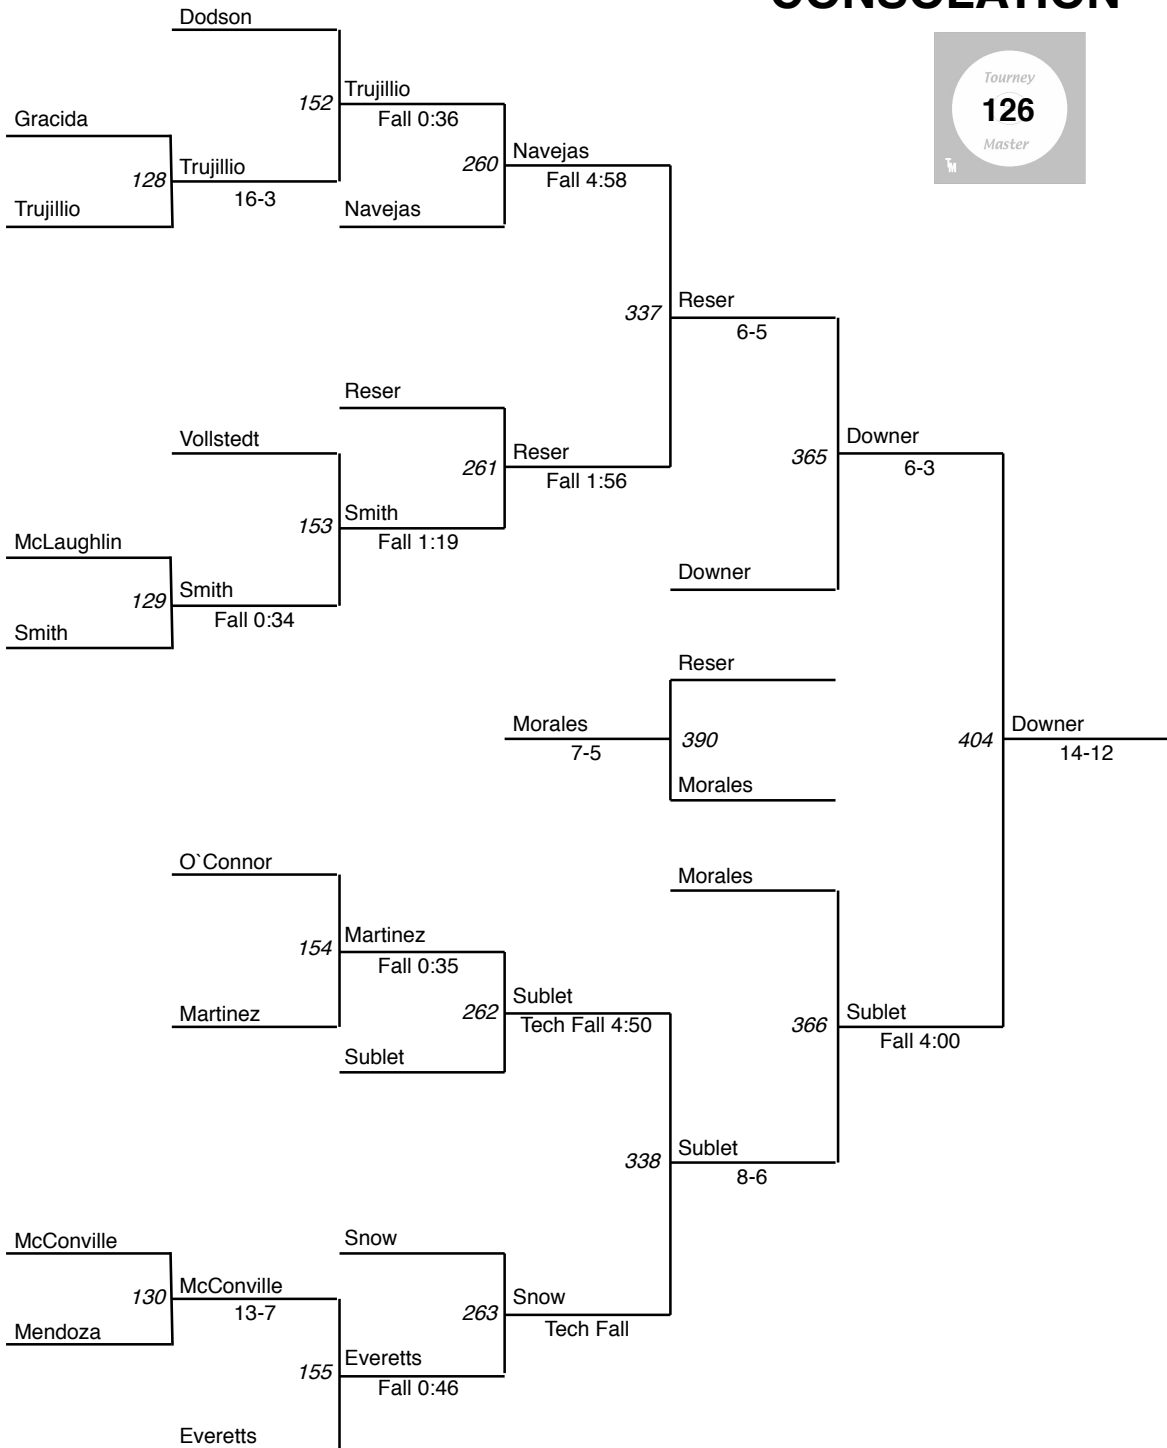 CONSOLATION
Dodson
Tourney
126
Master
TM
152
Trujillio
Fall 0:36
Gracida
128
Trujillio
16-3
Trujillio
260
Navejas
Fall 4:58
Navejas
337
Reser
6-5
Reser
Vollstedt
261
Reser
Fall 1:56
365
Downer
6-3
153
Smith
Fall 1:19
McLaughlin
129
Smith
Fall 0:34
Smith
Downer
Reser
Morales
7-5
390
Morales
404
Downer
14-12
O`Connor
Morales
154
Martinez
Fall 0:35
Martinez
262
Sublet
Tech Fall 4:50
Sublet
366
Sublet
Fall 4:00
338
Sublet
8-6
McConville
130
McConville
13-7
Mendoza
Snow
263
Snow
Tech Fall
155
Everetts
Fall 0:46
Everetts